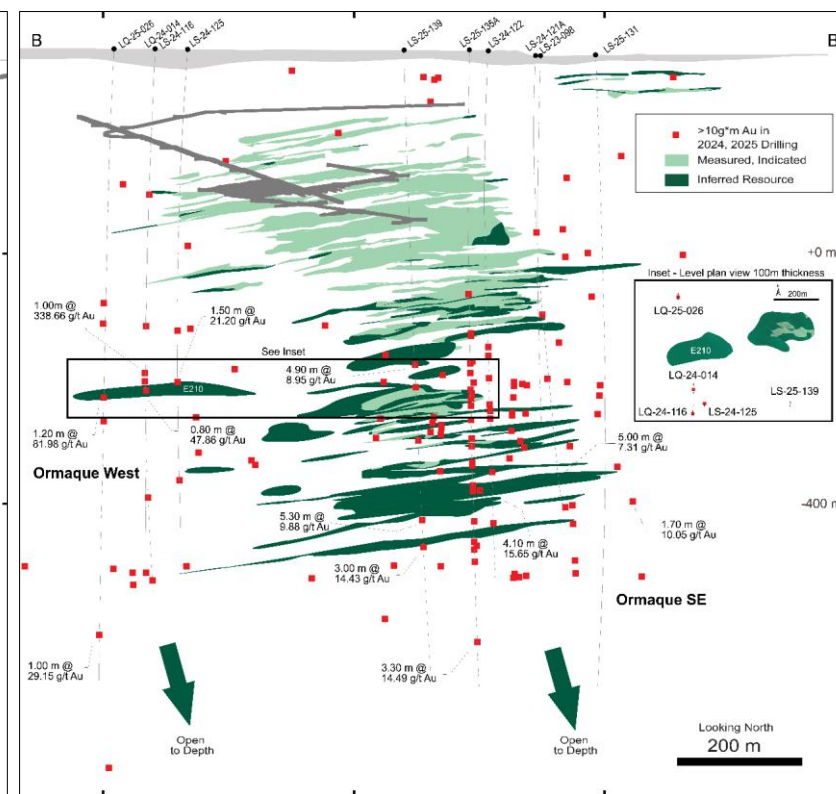 B
B
LQ-25-026
LQ-24-014
LS-24-116
LS-24-125
LS-25-139
LS-25-135A
LS-24-122
LS-24-121A
LS-23-098
LS-25-131
>10g*m Au in
2024, 2025 Drilling
Measured, Indicated
Inferred Resource
+0 m
Inset - Level plan view 100m thickness
200m
LQ-25-026
E210
LQ-24-014
LS-25-139
LQ-24-116
LS-24-125
1.00m @
338.66 g/t Au
1.50 m @
21.20 g/t Au
See Inset
4.90 m @
8.95 g/t Au
E210
1.20 m @
81.98 g/t Au
0.80 m @
47.86 g/t Au
5.00 m @
7.31 g/t Au
Ormaque West
-400 m
5.30 m @
9.88 g/t Au
4.10 m @
15.65 g/t Au
1.70 m @
10.05 g/t Au
3.00 m @
14.43 g/t Au
Ormaque SE
1.00 m @
29.15 g/t Au
3.30 m @
14.49 g/t Au
Open
to Depth
Open
to Depth
Looking North
200 m